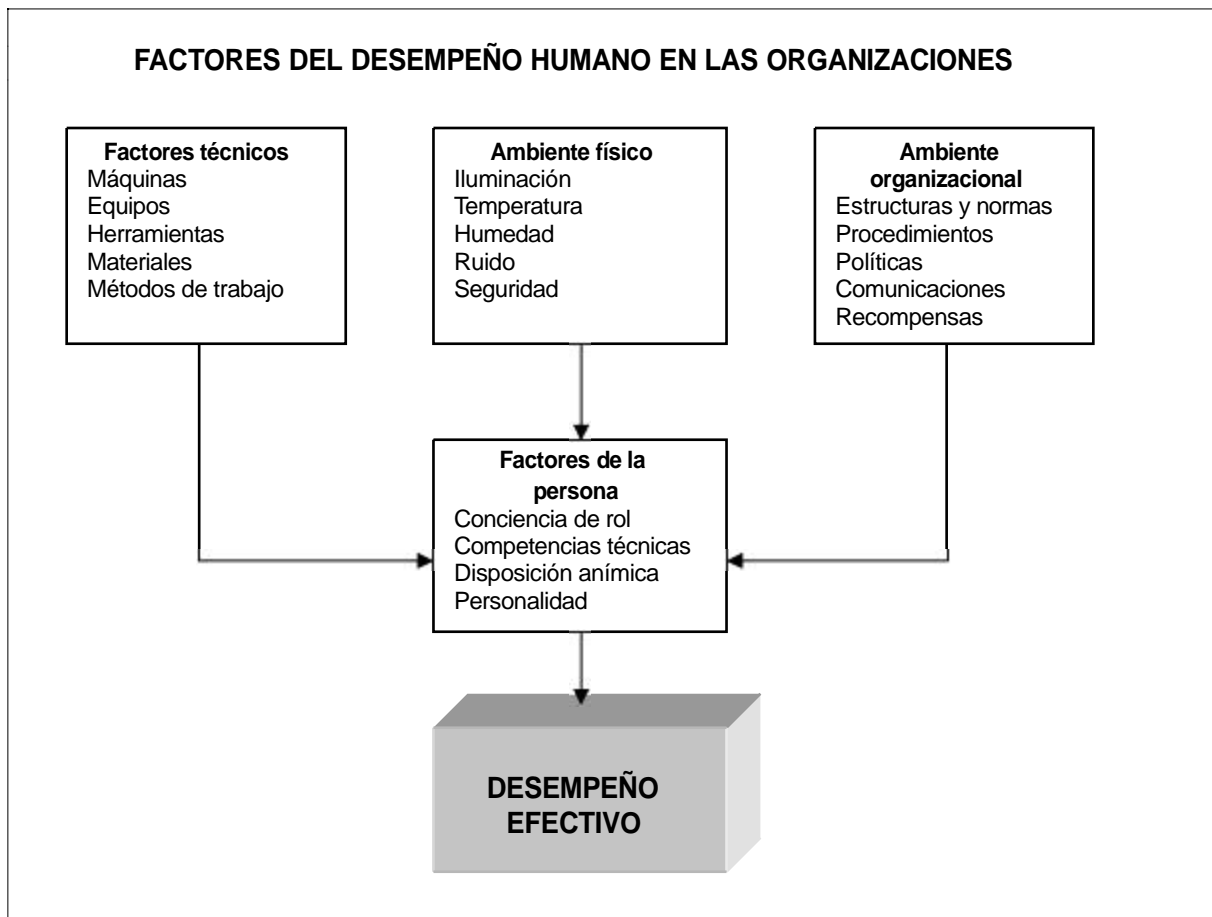 FACTORES DEL DESEMPEÑO HUMANO EN LAS ORGANIZACIONES
Factores técnicos
Máquinas
Equipos
Herramientas
Materiales
Métodos de trabajo
Ambiente físico
Iluminación
Temperatura
Humedad
Ruido
Seguridad
Ambiente
organizacional
Estructuras y normas
Procedimientos
Políticas
Comunicaciones
Recompensas
Factores de la
persona
Conciencia de rol
Competencias técnicas
Disposición anímica
Personalidad
DESEMPEÑO
EFECTIVO